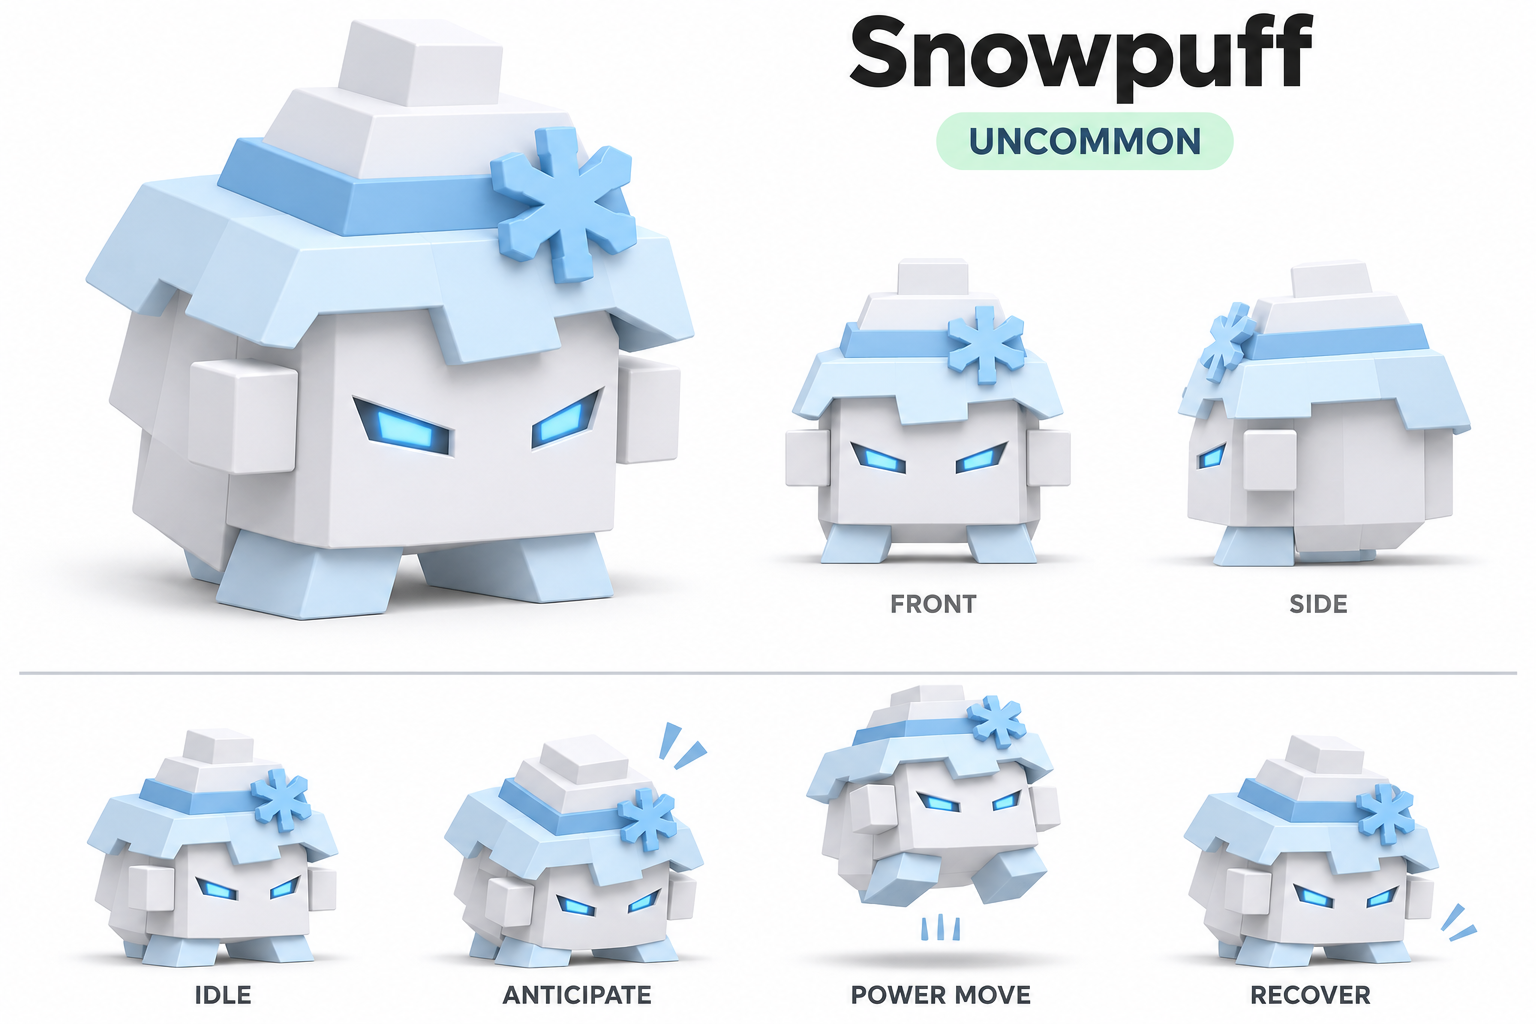 Snowpuff
UNCOMMON
FRONT
SIDE
IDLE
ANTICIPATE
POWER MOVE
RECOVER